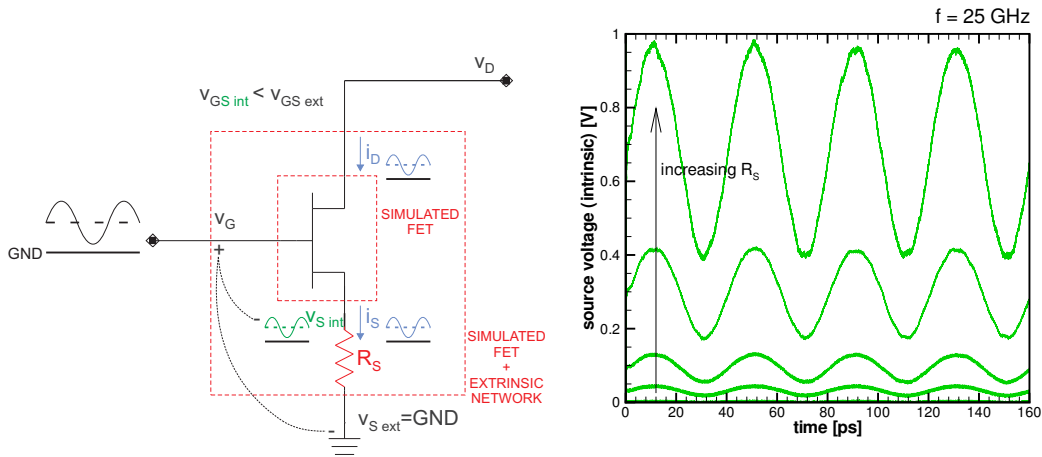 v_D
v_GS int < v_GS ext
i_D
SIMULATED
FET
v_G
+
GND
-
v_S int
i_S
R_S
SIMULATED
FET
+
EXTRINSIC
NETWORK
-
v_S ext=GND
f = 25 GHz
source voltage (intrinsic) [V]
1
0.8
0.6
0.4
0.2
0
increasing R_S
0 20 40 60 80 100 120 140 160
time [ps]